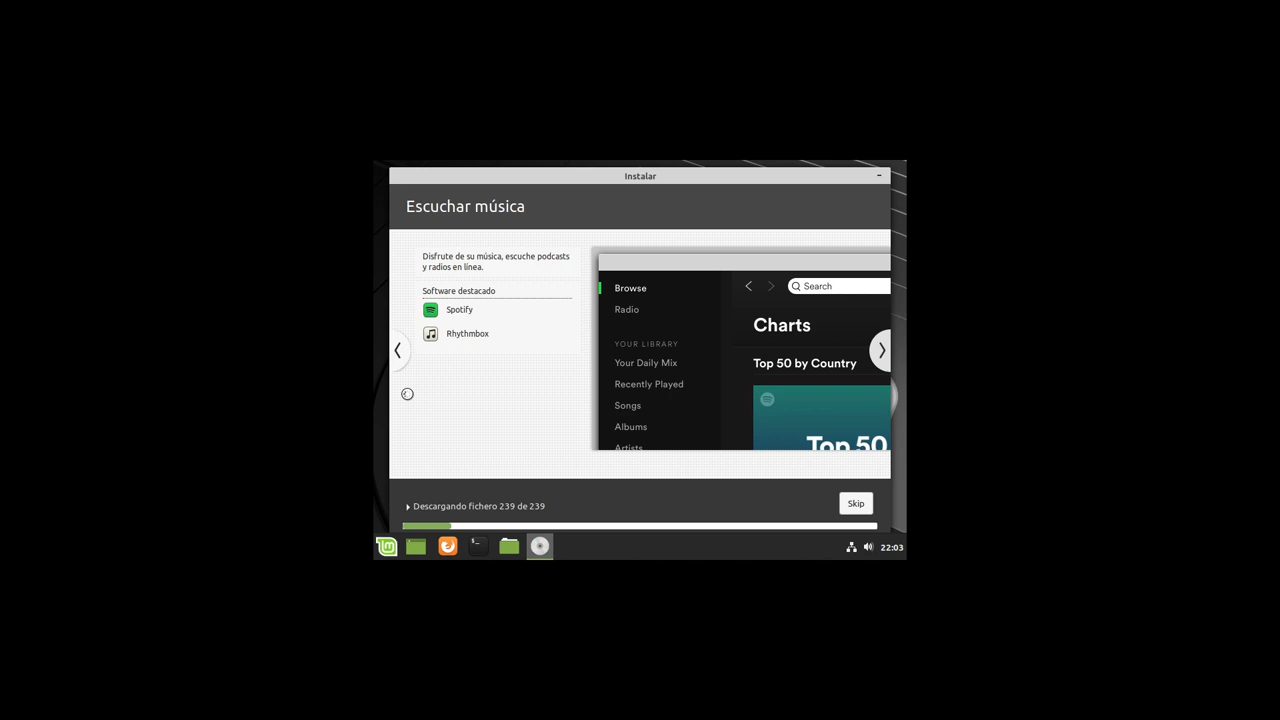 Instalar
Escuchar música
Disfrute de su música, escuche podcasts
y radios en línea.
Software destacado
Spotify
Rhythmbox
Browse
Radio
YOUR LIBRARY
Your Daily Mix
Recently Played
Songs
Albums
Artists
Search
Charts
Top 50 by Country
Top 50
Descargando fichero 239 de 239
Skip
22:03